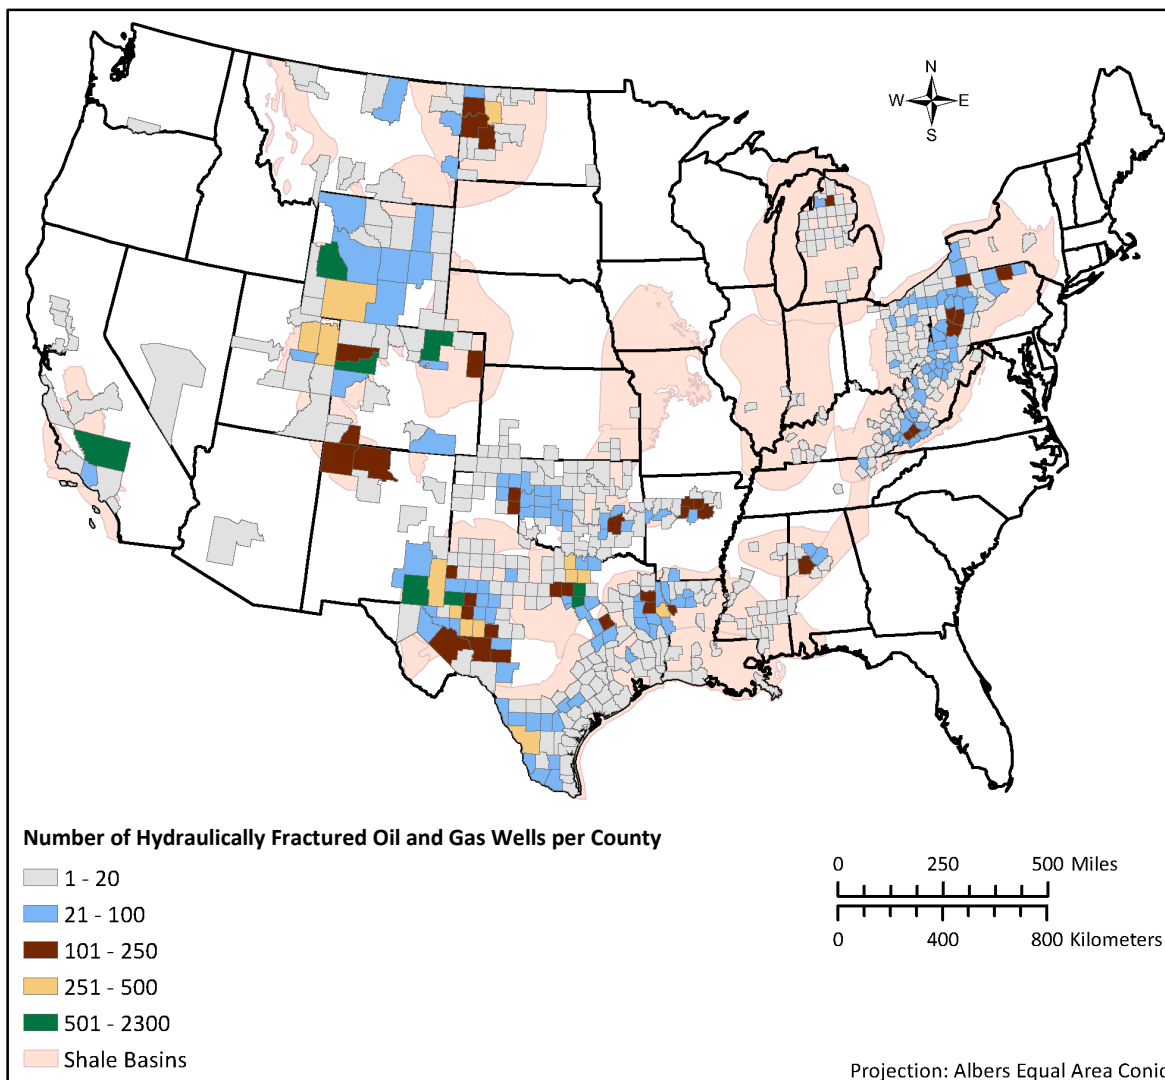 N
W E
S
Number of Hydraulically Fractured Oil and Gas Wells per County
1 - 20
21 - 100
101 - 250
251 - 500
501 - 2300
Shale Basins
0 250 500 Miles
0 400 800 Kilometers
Projection: Albers Equal Area Conic